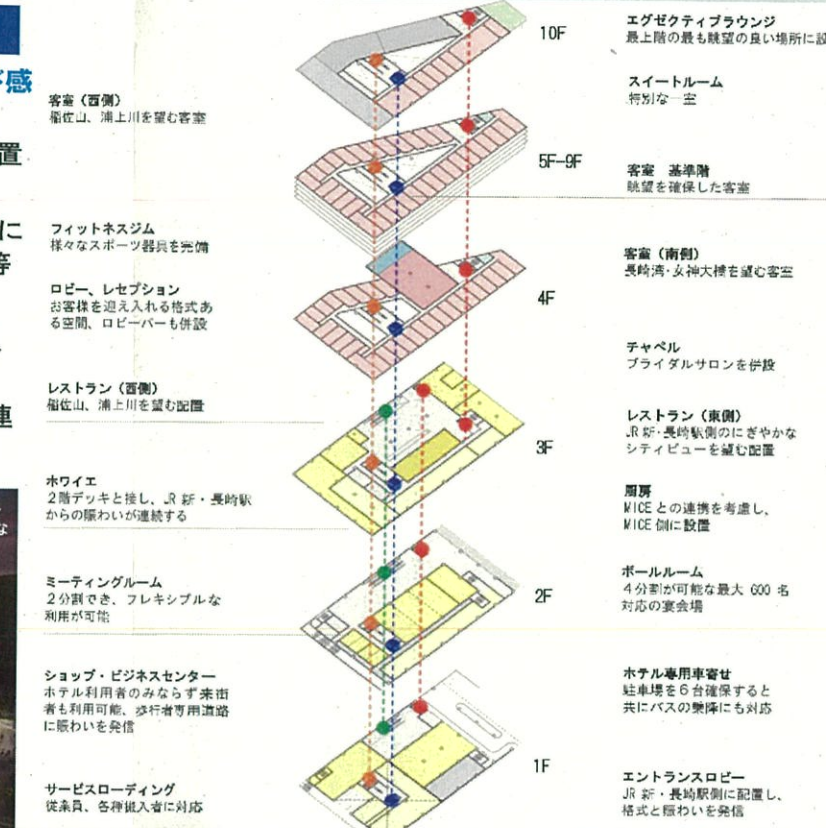 感
置
に
等
連
な
客室（西側）
稲佐山、浦上川を望む客室
フィットネスジム
様々なスポーツ器具を完備
ロビー、レセプション
お客様を迎え入れる格式あ
る空間、ロビーバーも併設
レストラン（西側）
稲佐山、浦上川を望む配置
ホワイエ
２階デッキと接し、JR 新・長崎駅
からの賑わいが連続する
ミーティングルーム
２分割でき、フレキシブルな
利用が可能
ショップ・ビジネスセンター
ホテル利用者のみならず来街
者も利用可能、歩行者専用道路
に賑わいを発信
サービスローディング
従業員、各種搬入者に対応
10F
5F-9F
4F
3F
2F
1F
エグゼクティブラウンジ
最上階の最も眺望の良い場所に設
スイートルーム
特別な一室
客室　基準階
眺望を確保した客室
客室（南側）
長崎湾・女神大橋を望む客室
チャペル
ブライダルサロンを併設
レストラン（東側）
JR 新・長崎駅側のにぎやかな
シティビューを望む配置
厨房
MICE との連携を考慮し、
MICE 側に設置
ボールルーム
４分割が可能な最大 600 名
対応の宴会場
ホテル専用車寄せ
駐車場を６台確保すると
共にバスの乗降にも対応
エントランスロビー
JR 新・長崎駅側に配置し、
格式と賑わいを発信